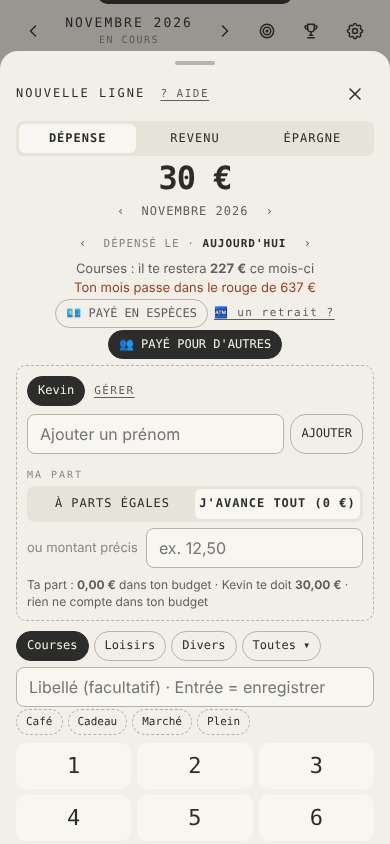 NOVEMBRE 2026
EN COURS
NOUVELLE LIGNE ? AIDE
DÉPENSE REVENU ÉPARGNE
30 €
‹ NOVEMBRE 2026 ›
‹ DÉPENSÉ LE · AUJOURD'HUI ›
Courses : il te restera 227 € ce mois-ci
Ton mois passe dans le rouge de 637 €
💶 PAYÉ EN ESPÈCES 🏧 un retrait ?
👥 PAYÉ POUR D'AUTRES
Kevin GÉRER
Ajouter un prénom AJOUTER
MA PART
À PARTS ÉGALES J'AVANCE TOUT (0 €)
ou montant précis ex. 12,50
Ta part : 0,00 € dans ton budget · Kevin te doit 30,00 € ·
rien ne compte dans ton budget
Courses Loisirs Divers Toutes ▾
Libellé (facultatif) · Entrée = enregistrer
Café Cadeau Marché Plein
1 2 3
4 5 6